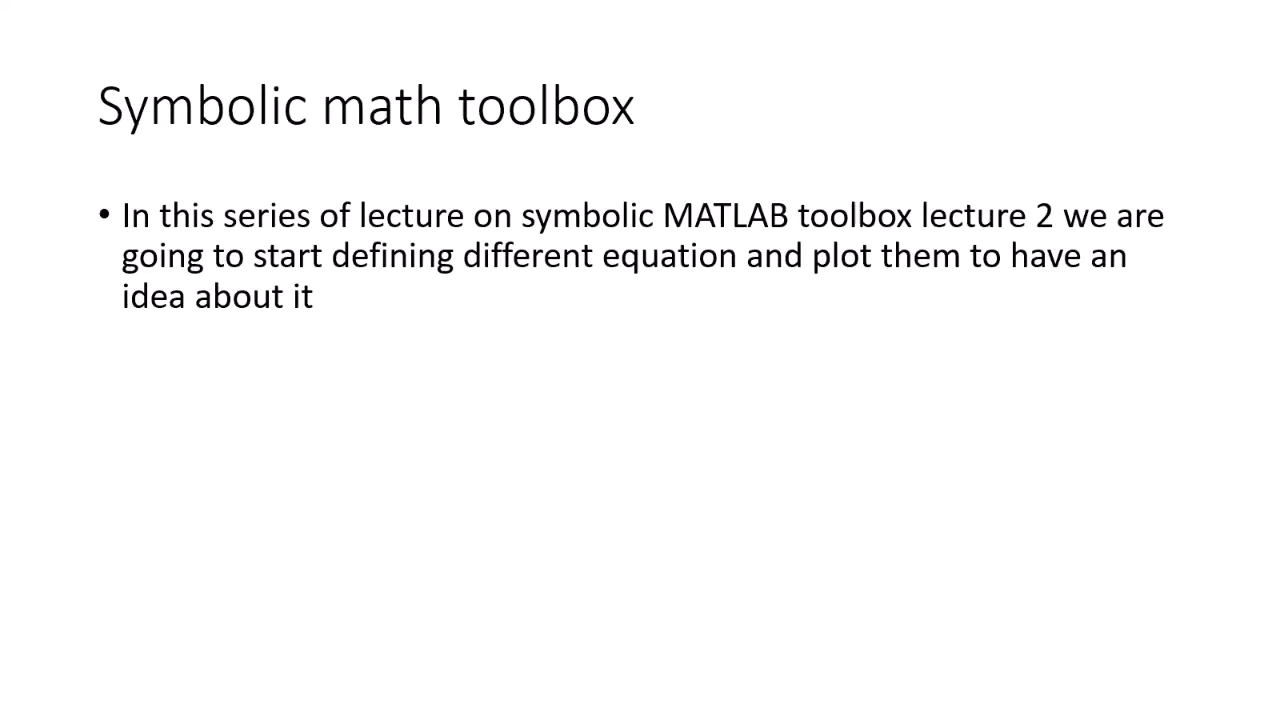 Symbolic math toolbox
• In this series of lecture on symbolic MATLAB toolbox lecture 2 we are
going to start defining different equation and plot them to have an
idea about it